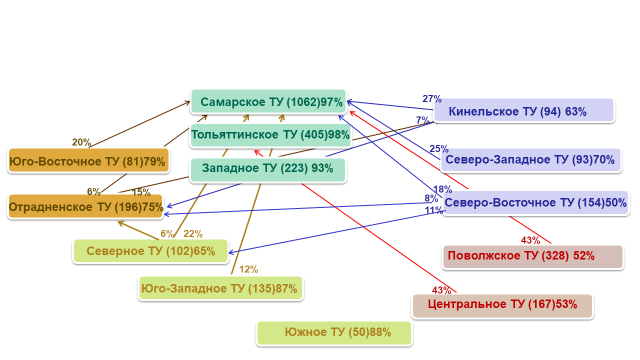 27%
Самарское ТУ (1062)97%
Кинельское ТУ (94) 63%
7%
Тольяттинское ТУ (405)98%
20%
25%
Юго-Восточное ТУ (81)79%
Западное ТУ (223) 93%
Северо-Западное ТУ (93)70%
6%
15%
18%
8%
Отрадненское ТУ (196)75%
Северо-Восточное ТУ (154)50%
11%
6%
22%
43%
Северное ТУ (102)65%
Поволжское ТУ (328) 52%
12%
Юго-Западное ТУ (135)87%
43%
Центральное ТУ (167)53%
Южное ТУ (50)88%